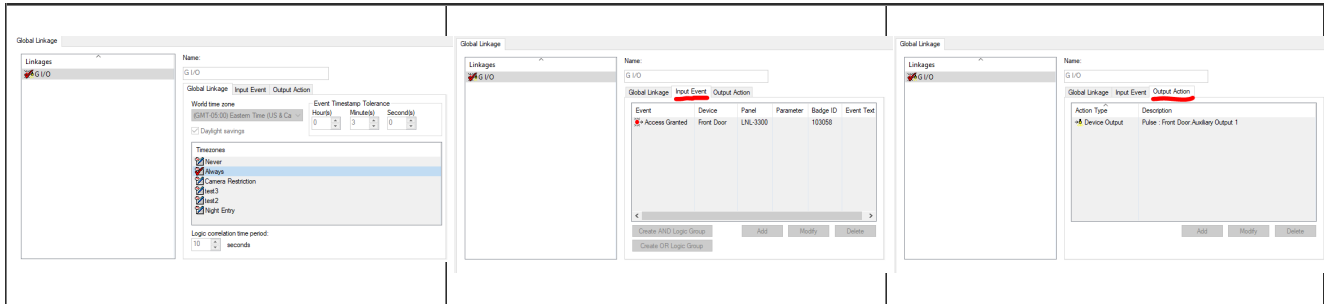 Global Linkage
Linkages
G I/O
Name:
G I/O
Global Linkage Input Event Output Action
World time zone
(GMT-05:00) Eastern Time (US & Ca
Daylight savings
Event Timestamp Tolerance
Hour(s) Minute(s) Second(s)
0 3 0
Timezones
Never
Always
Camera Restriction
test3
test2
Night Entry
Logic correlation time period:
10 seconds
Global Linkage
Linkages
G I/O
Name:
G I/O
Global Linkage Input Event Output Action
Event Device Panel Parameter Badge ID Event Text
Access Granted Front Door LNL-3300 103058
Create AND Logic Group Add Modify Delete
Create OR Logic Group
Global Linkage
Linkages
G I/O
Name:
G I/O
Global Linkage Input Event Output Action
Action Type Description
Device Output Pulse : Front Door.Auxiliary Output 1
Add Modify Delete